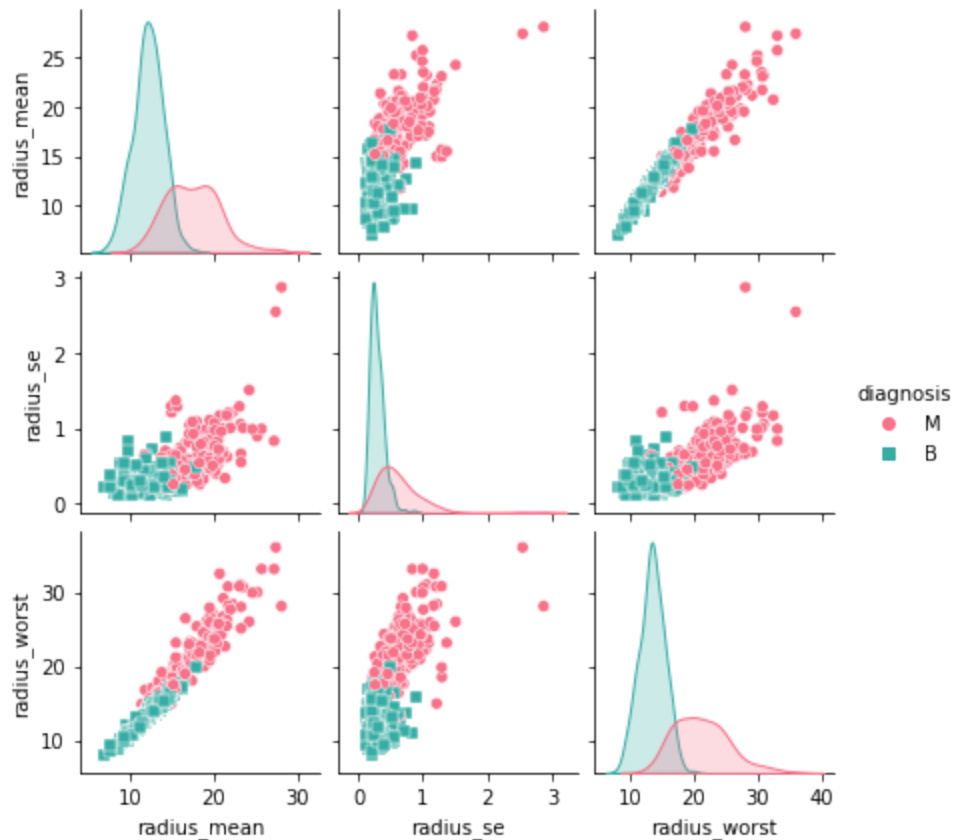 radius_mean
25
20
15
10
radius_se
3
2
1
0
diagnosis
M
B
radius_worst
30
20
10
10 20 30
0 1 2 3
10 20 30 40
radius_mean radius_se radius_worst